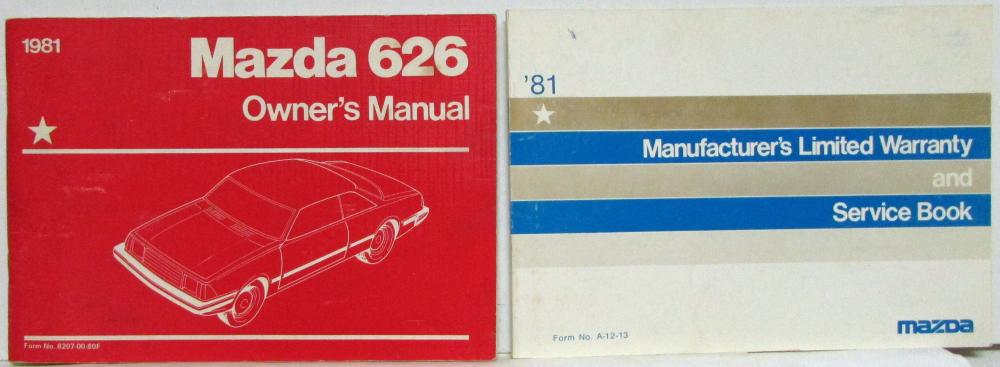 1981
Mazda 626
Owner's Manual
Form No. 8207-00-80F
'81
Manufacturer's Limited Warranty
and
Service Book
Form No. A-12-13
mazda